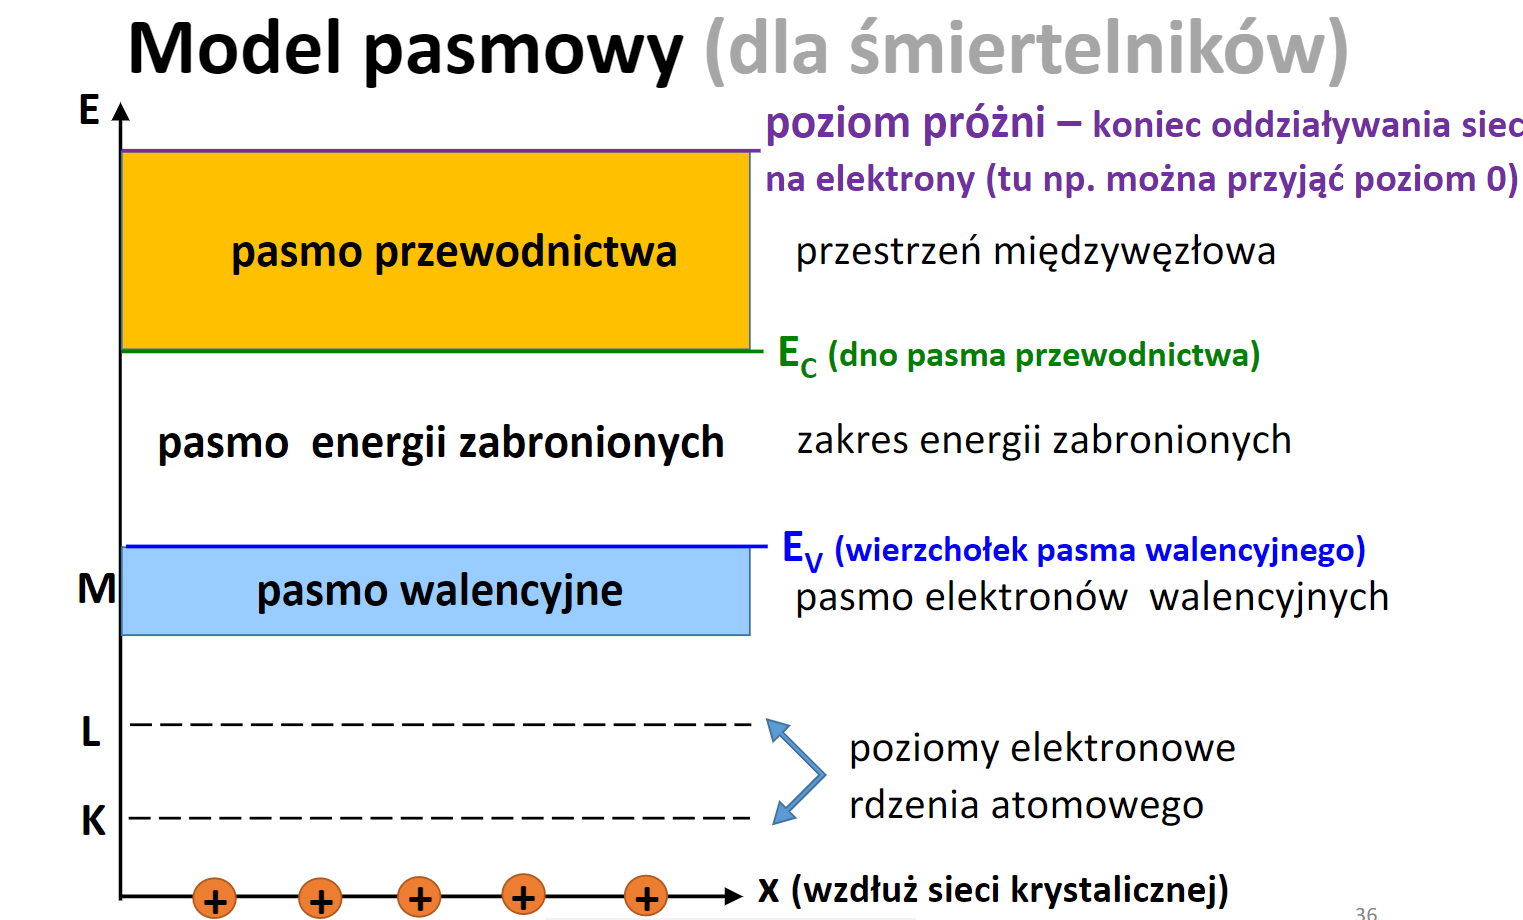 Model pasmowy (dla śmiertelników)
E
poziom próżni – koniec oddziaływania siec
na elektrony (tu np. można przyjąć poziom 0)
pasmo przewodnictwa
przestrzeń międzywęzłowa
EC (dno pasma przewodnictwa)
pasmo energii zabronionych
zakres energii zabronionych
EV (wierzchołek pasma walencyjnego)
M
pasmo walencyjne
pasmo elektronów walencyjnych
L
poziomy elektronowe
rdzenia atomowego
K
+ + + + +
x (wzdłuż sieci krystalicznej)
36